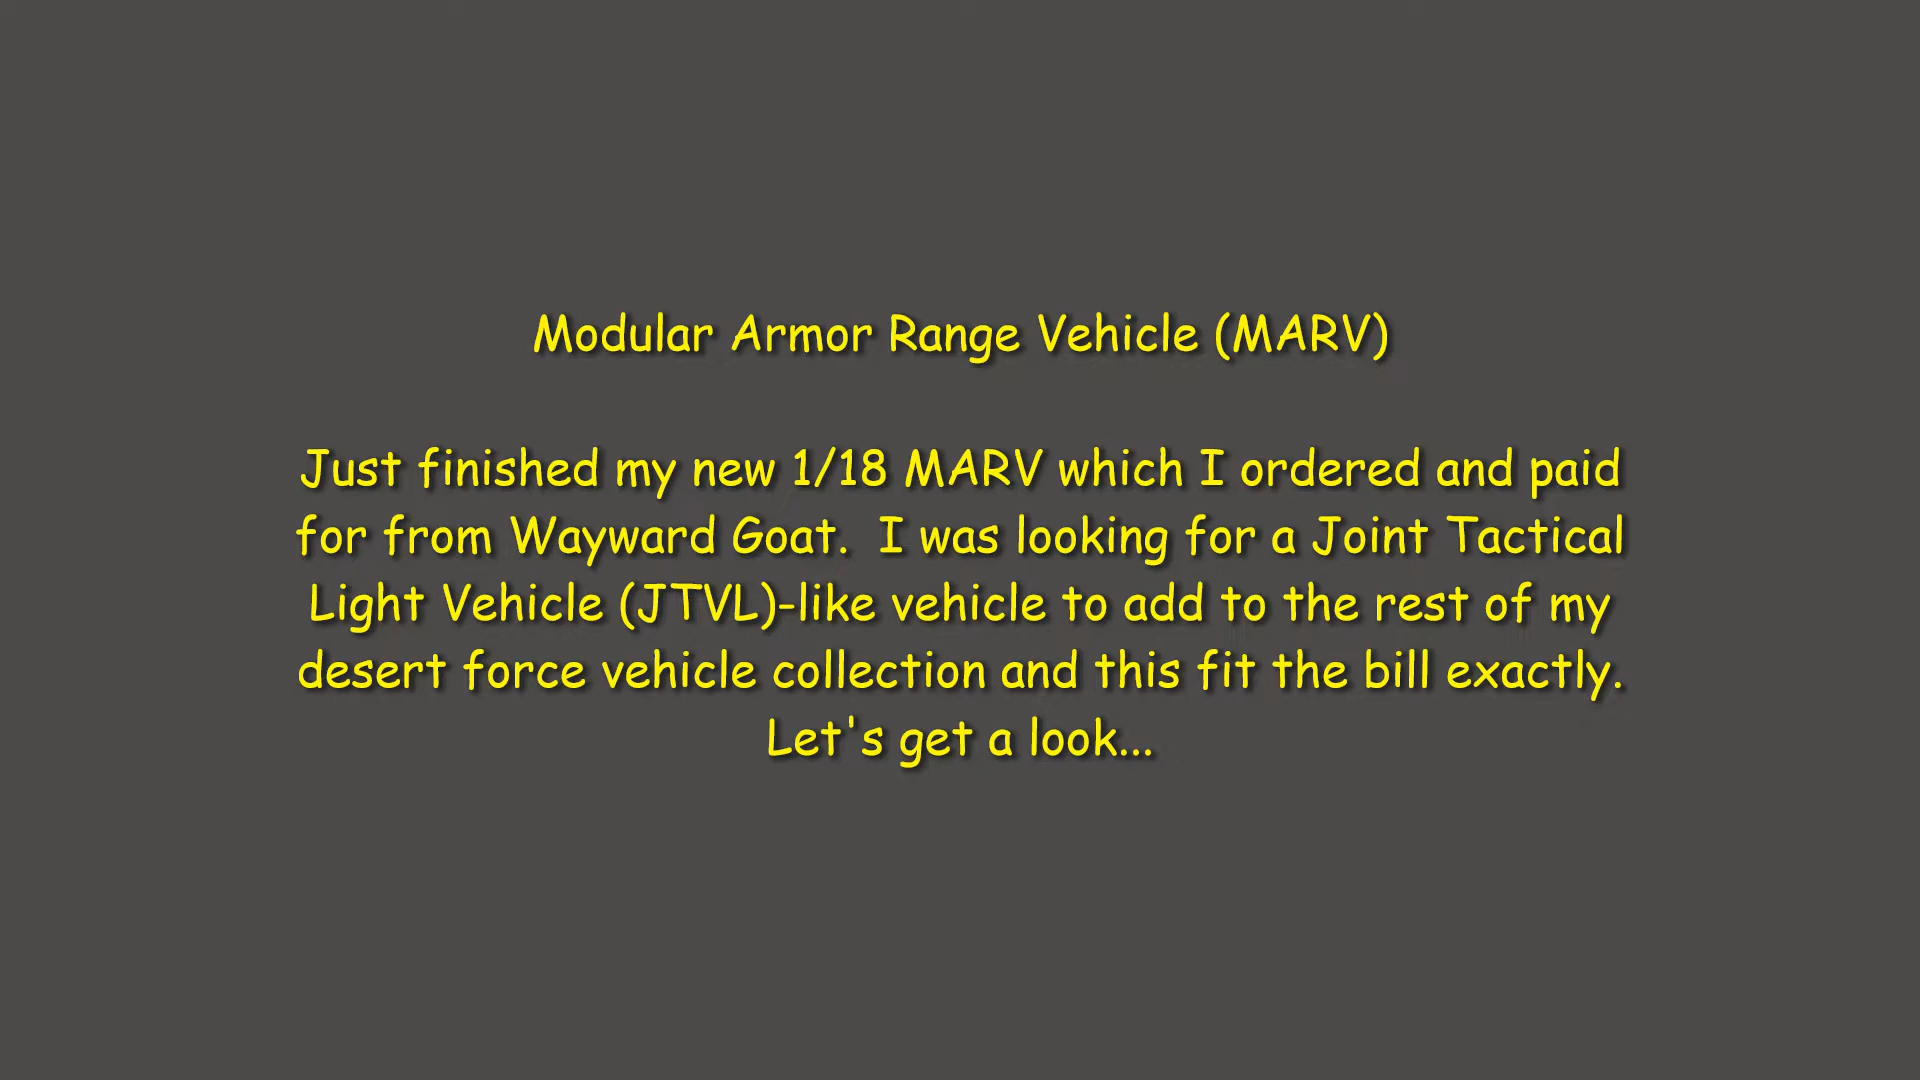 Modular Armor Range Vehicle (MARV)
Just finished my new 1/18 MARV which I ordered and paid
for from Wayward Goat.  I was looking for a Joint Tactical
Light Vehicle (JTVL)-like vehicle to add to the rest of my
desert force vehicle collection and this fit the bill exactly.
Let's get a look...